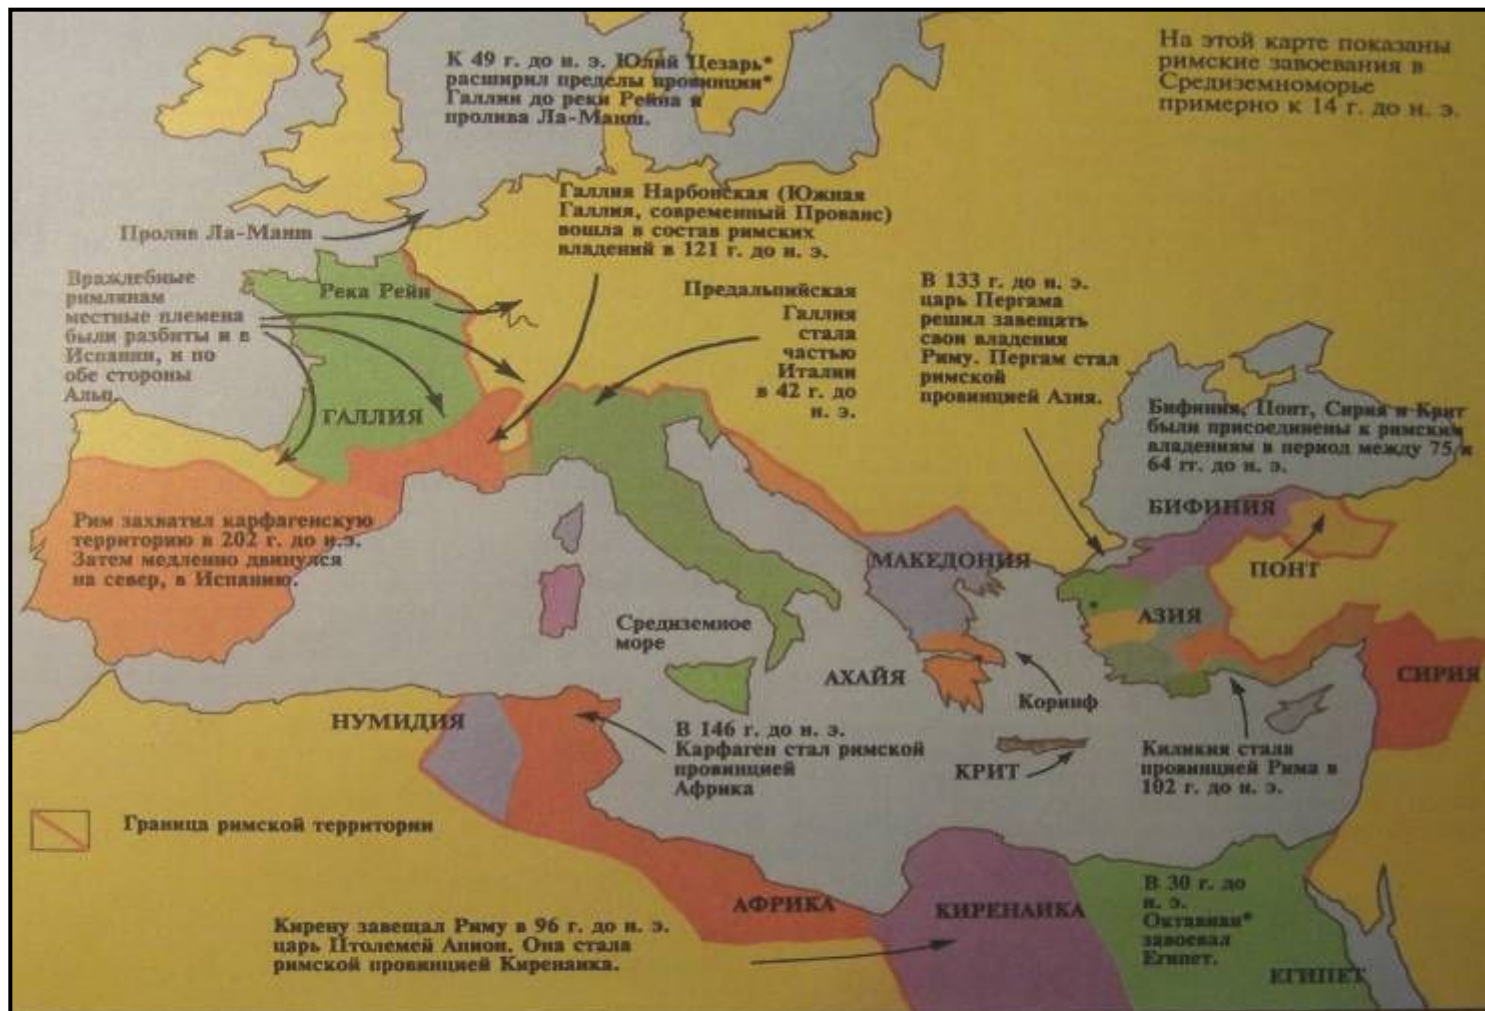 К 49 г. до н. э. Юлий Цезарь*
расширил пределы провинции*
Галлии до реки Рейна и
пролива Ла-Манш.
На этой карте показаны
римские завоевания в
Средиземноморье
примерно к 14 г. до н. э.
Галлия Нарбонская (Южная
Галлия, современный Прованс)
вошла в состав римских
владений в 121 г. до н. э.
Пролив Ла-Манш
Враждебные
римлянам
местные племена
были разбиты и в
Испании, и по
обе стороны
Альп.
Река Рейн
Предальпийская
Галлия
стала
частью
Италии
в 42 г. до
н. э.
В 133 г. до н. э.
царь Пергама
решил завещать
свои владения
Риму. Пергам стал
римской
провинцией Азия.
ГАЛЛИЯ
Бифиния, Понт, Сирия и Крит
были присоединены к римским
владениям в период между 75 и
64 гг. до н. э.
БИФИНИЯ
Рим захватил карфагенскую
территорию в 202 г. до н.э.
Затем медленно двинулся
на север, в Испанию.
МАКЕДОНИЯ
ПОНТ
АЗИЯ
Средиземное
море
АХАЙЯ
Коринф
СИРИЯ
НУМИДИЯ
В 146 г. до н. э.
Карфаген стал римской
провинцией
Африка
КРИТ
Киликия стала
провинцией Рима в
102 г. до н. э.
Граница римской территории
АФРИКА
КИРЕНАИКА
В 30 г. до
н. э.
Октавиан*
завоевал
Египет.
ЕГИПЕТ
Кирену завещал Риму в 96 г. до н. э.
царь Птолемей Апион. Она стала
римской провинцией Киренаика.